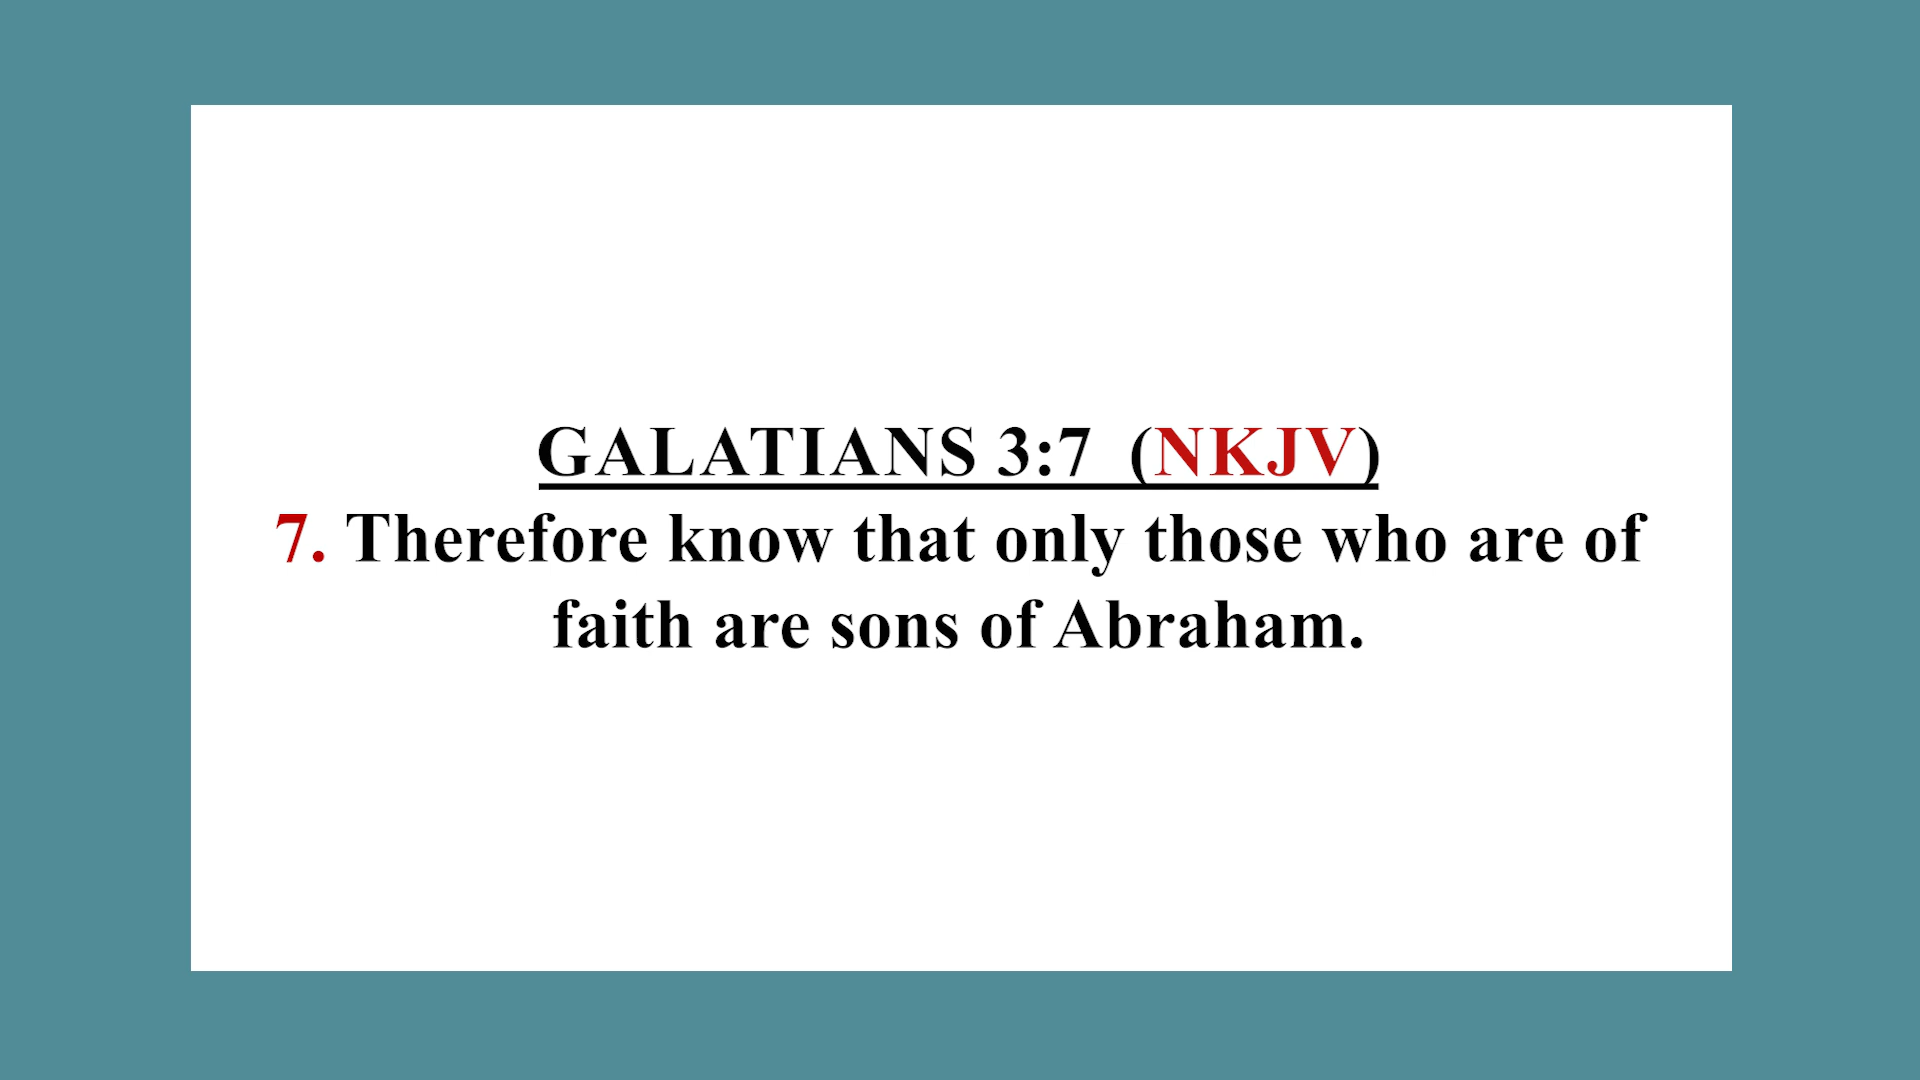 GALATIANS 3:7 (NKJV)
7. Therefore know that only those who are of
faith are sons of Abraham.